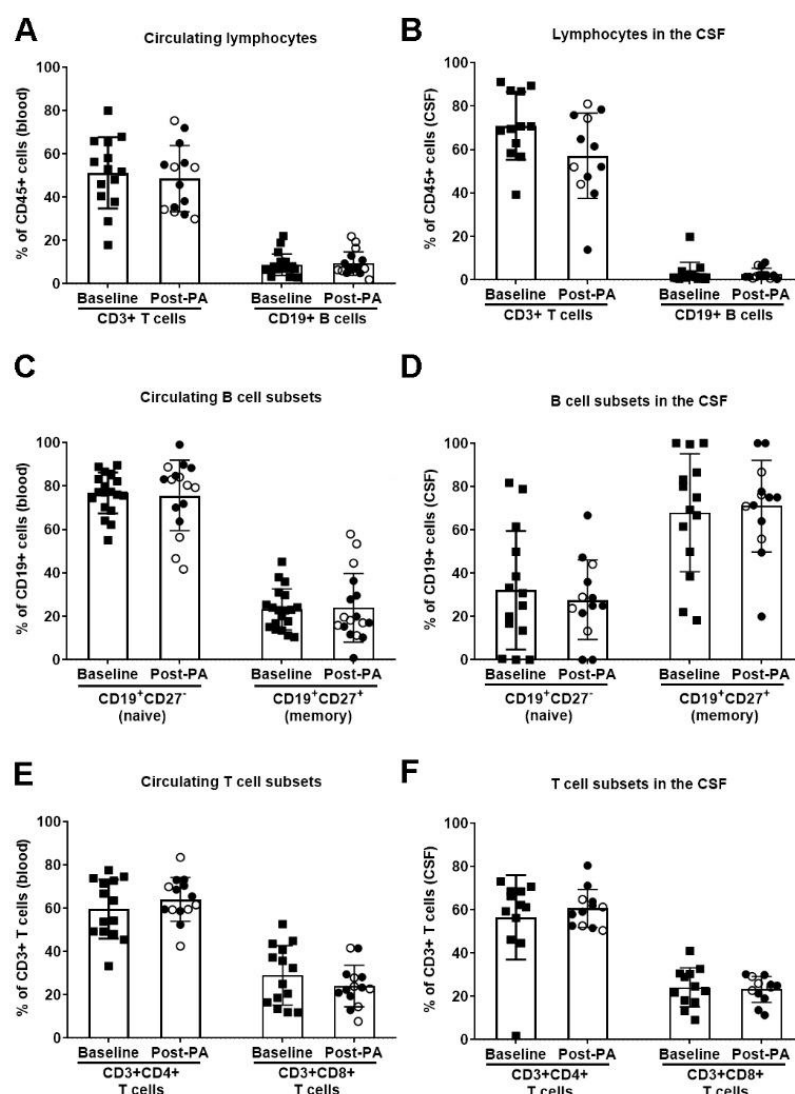 A
Circulating lymphocytes
% of CD45+ cells (blood)
100
80
60
40
20
0
Baseline Post-PA Baseline Post-PA
CD3+ T cells CD19+ B cells
B
Lymphocytes in the CSF
% of CD45+ cells (CSF)
100
80
60
40
20
0
Baseline Post-PA Baseline Post-PA
CD3+ T cells CD19+ B cells
C
Circulating B cell subsets
% of CD19+ cells (blood)
100
80
60
40
20
0
Baseline Post-PA Baseline Post-PA
CD19⁺CD27⁻ CD19⁺CD27⁺
(naive) (memory)
D
B cell subsets in the CSF
% of CD19+ cells (CSF)
100
80
60
40
20
0
Baseline Post-PA Baseline Post-PA
CD19⁺CD27⁻ CD19⁺CD27⁺
(naive) (memory)
E
Circulating T cell subsets
% of CD3+ T cells (blood)
100
80
60
40
20
0
Baseline Post-PA Baseline Post-PA
CD3+CD4+ CD3+CD8+
T cells T cells
F
T cell subsets in the CSF
% of CD3+ T cells (CSF)
100
80
60
40
20
0
Baseline Post-PA Baseline Post-PA
CD3+CD4+ CD3+CD8+
T cells T cells